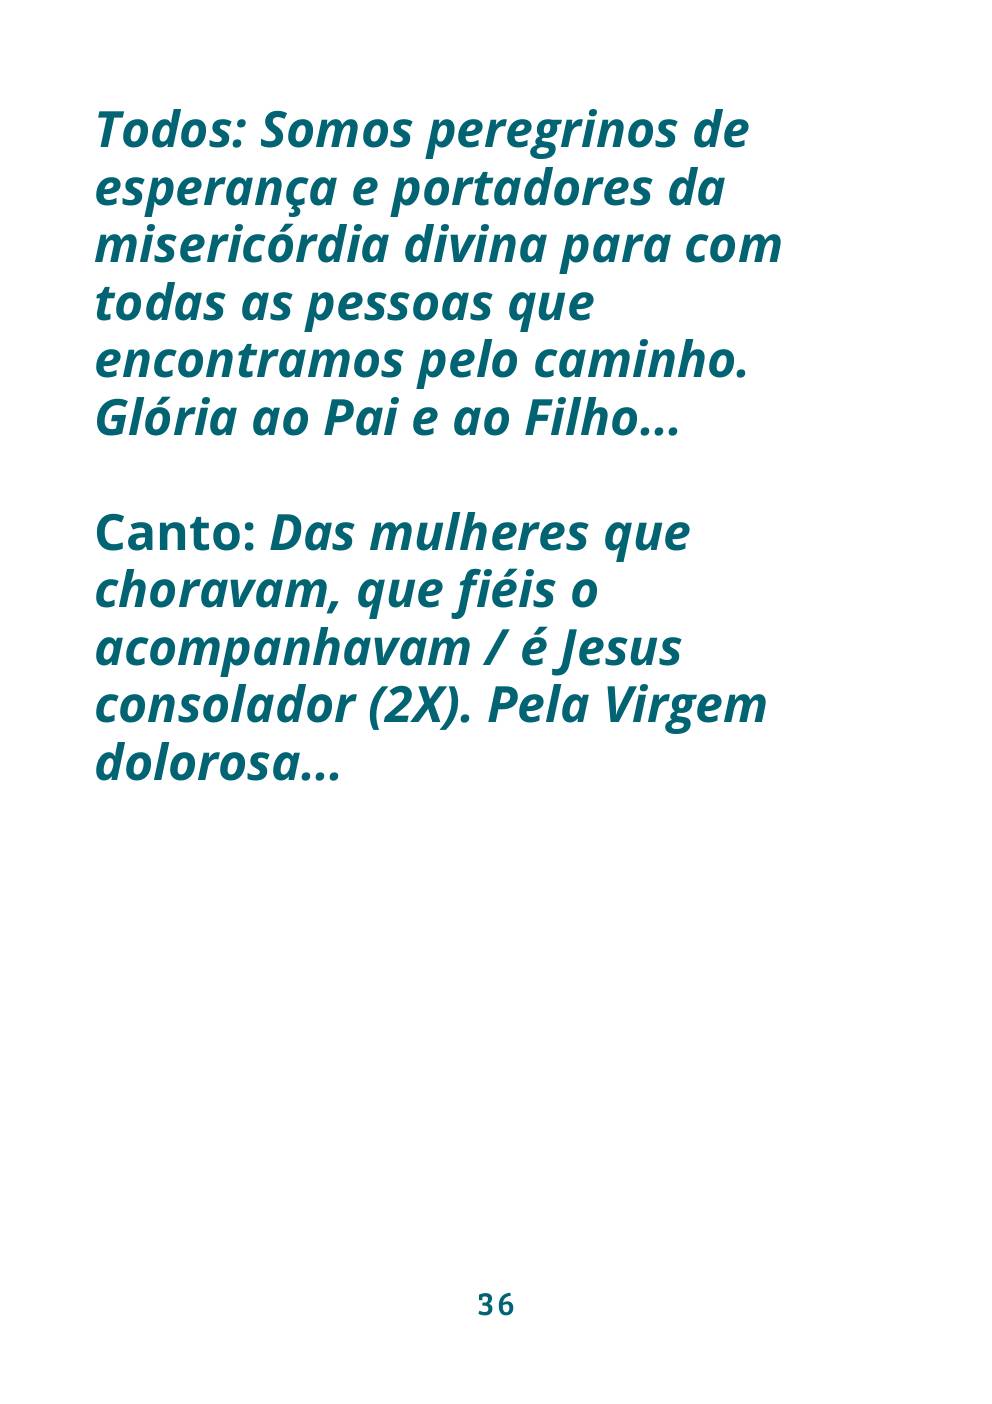 Todos: Somos peregrinos de
esperança e portadores da
misericórdia divina para com
todas as pessoas que
encontramos pelo caminho.
Glória ao Pai e ao Filho...
Canto: Das mulheres que
choravam, que fiéis o
acompanhavam / é Jesus
consolador (2X). Pela Virgem
dolorosa...
36